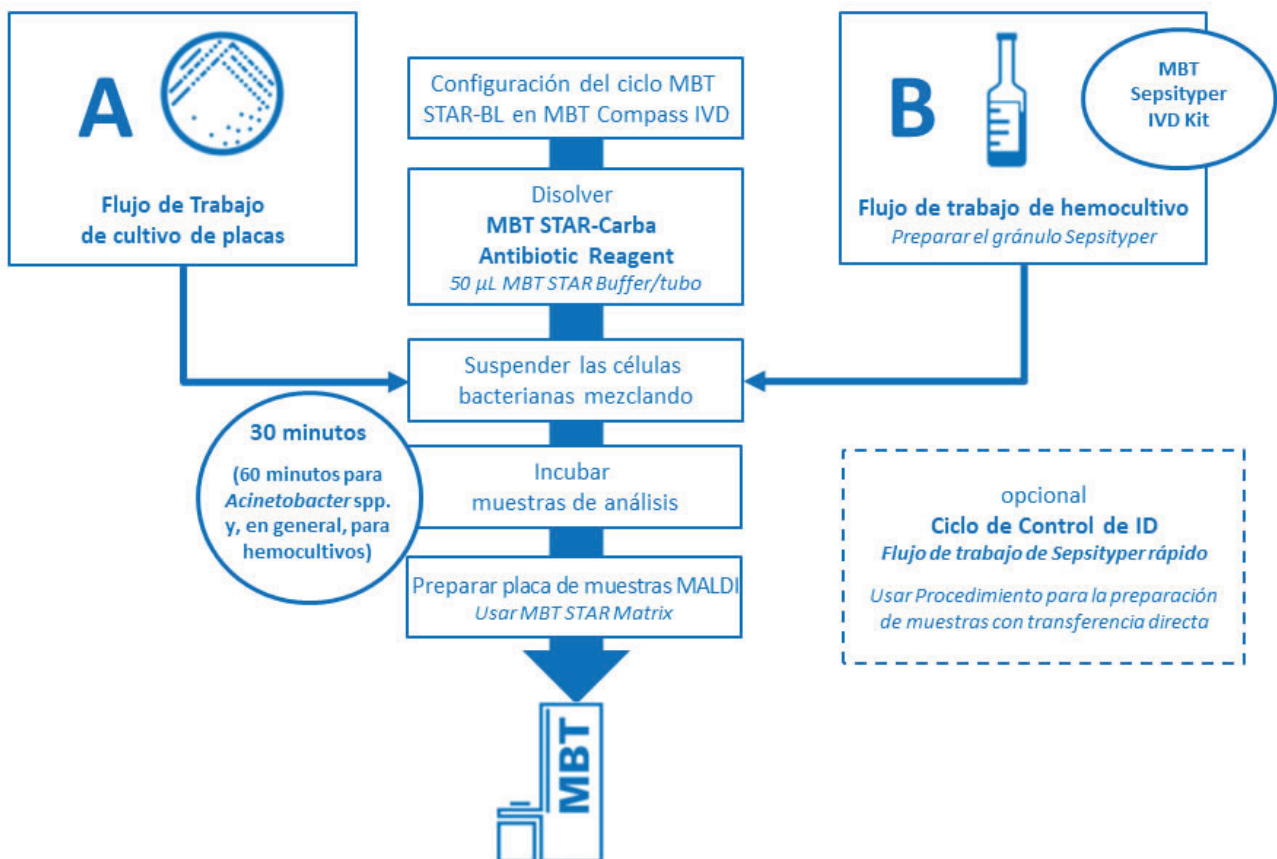 A
Flujo de Trabajo
de cultivo de placas
Configuración del ciclo MBT
STAR-BL en MBT Compass IVD
Disolver
MBT STAR-Carba
Antibiotic Reagent
50 µL MBT STAR Buffer/tubo
B
MBT
Sepsityper
IVD Kit
Flujo de trabajo de hemocultivo
Preparar el gránulo Sepsityper
Suspender las células
bacterianas mezclando
30 minutos
(60 minutos para
Acinetobacter spp.
y, en general, para
hemocultivos)
Incubar
muestras de análisis
Preparar placa de muestras MALDI
Usar MBT STAR Matrix
opcional
Ciclo de Control de ID
Flujo de trabajo de Sepsityper rápido
Usar Procedimiento para la preparación
de muestras con transferencia directa
MBT